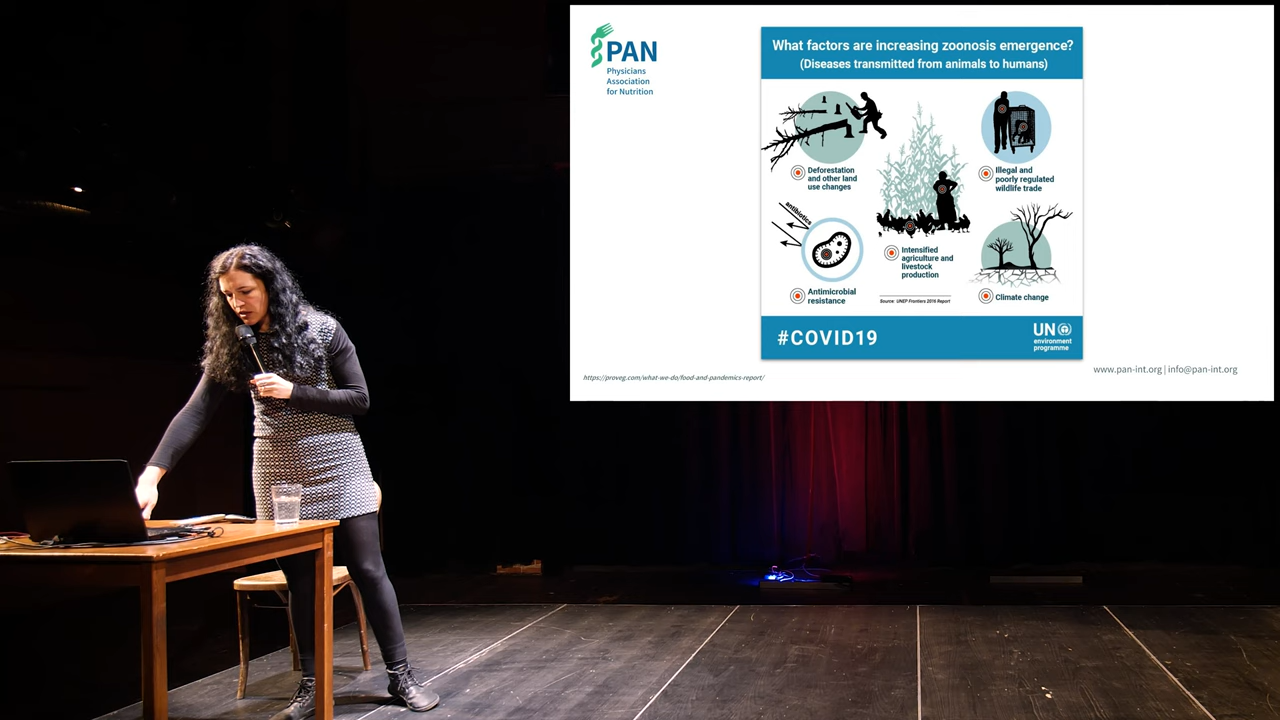 PAN
Physicians
Association
for Nutrition
What factors are increasing zoonosis emergence?
(Diseases transmitted from animals to humans)
Deforestation
and other land
use changes
Illegal and
poorly regulated
wildlife trade
antibiotics
Intensified
agriculture and
livestock
production
Antimicrobial
resistance
Climate change
Source: UNEP Frontiers 2016 Report
#COVID19
UN
environment
programme
www.pan-int.org | info@pan-int.org
https://proveg.com/what-we-do/food-and-pandemics-report/